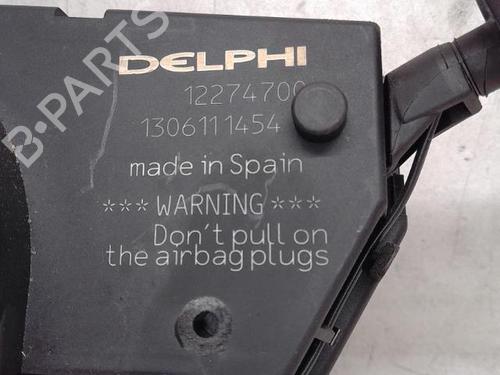 B-PARTS
DELPHI
12274700
1306111454
made in Spain
*** WARNING ***
Don't pull on
the airbag plugs